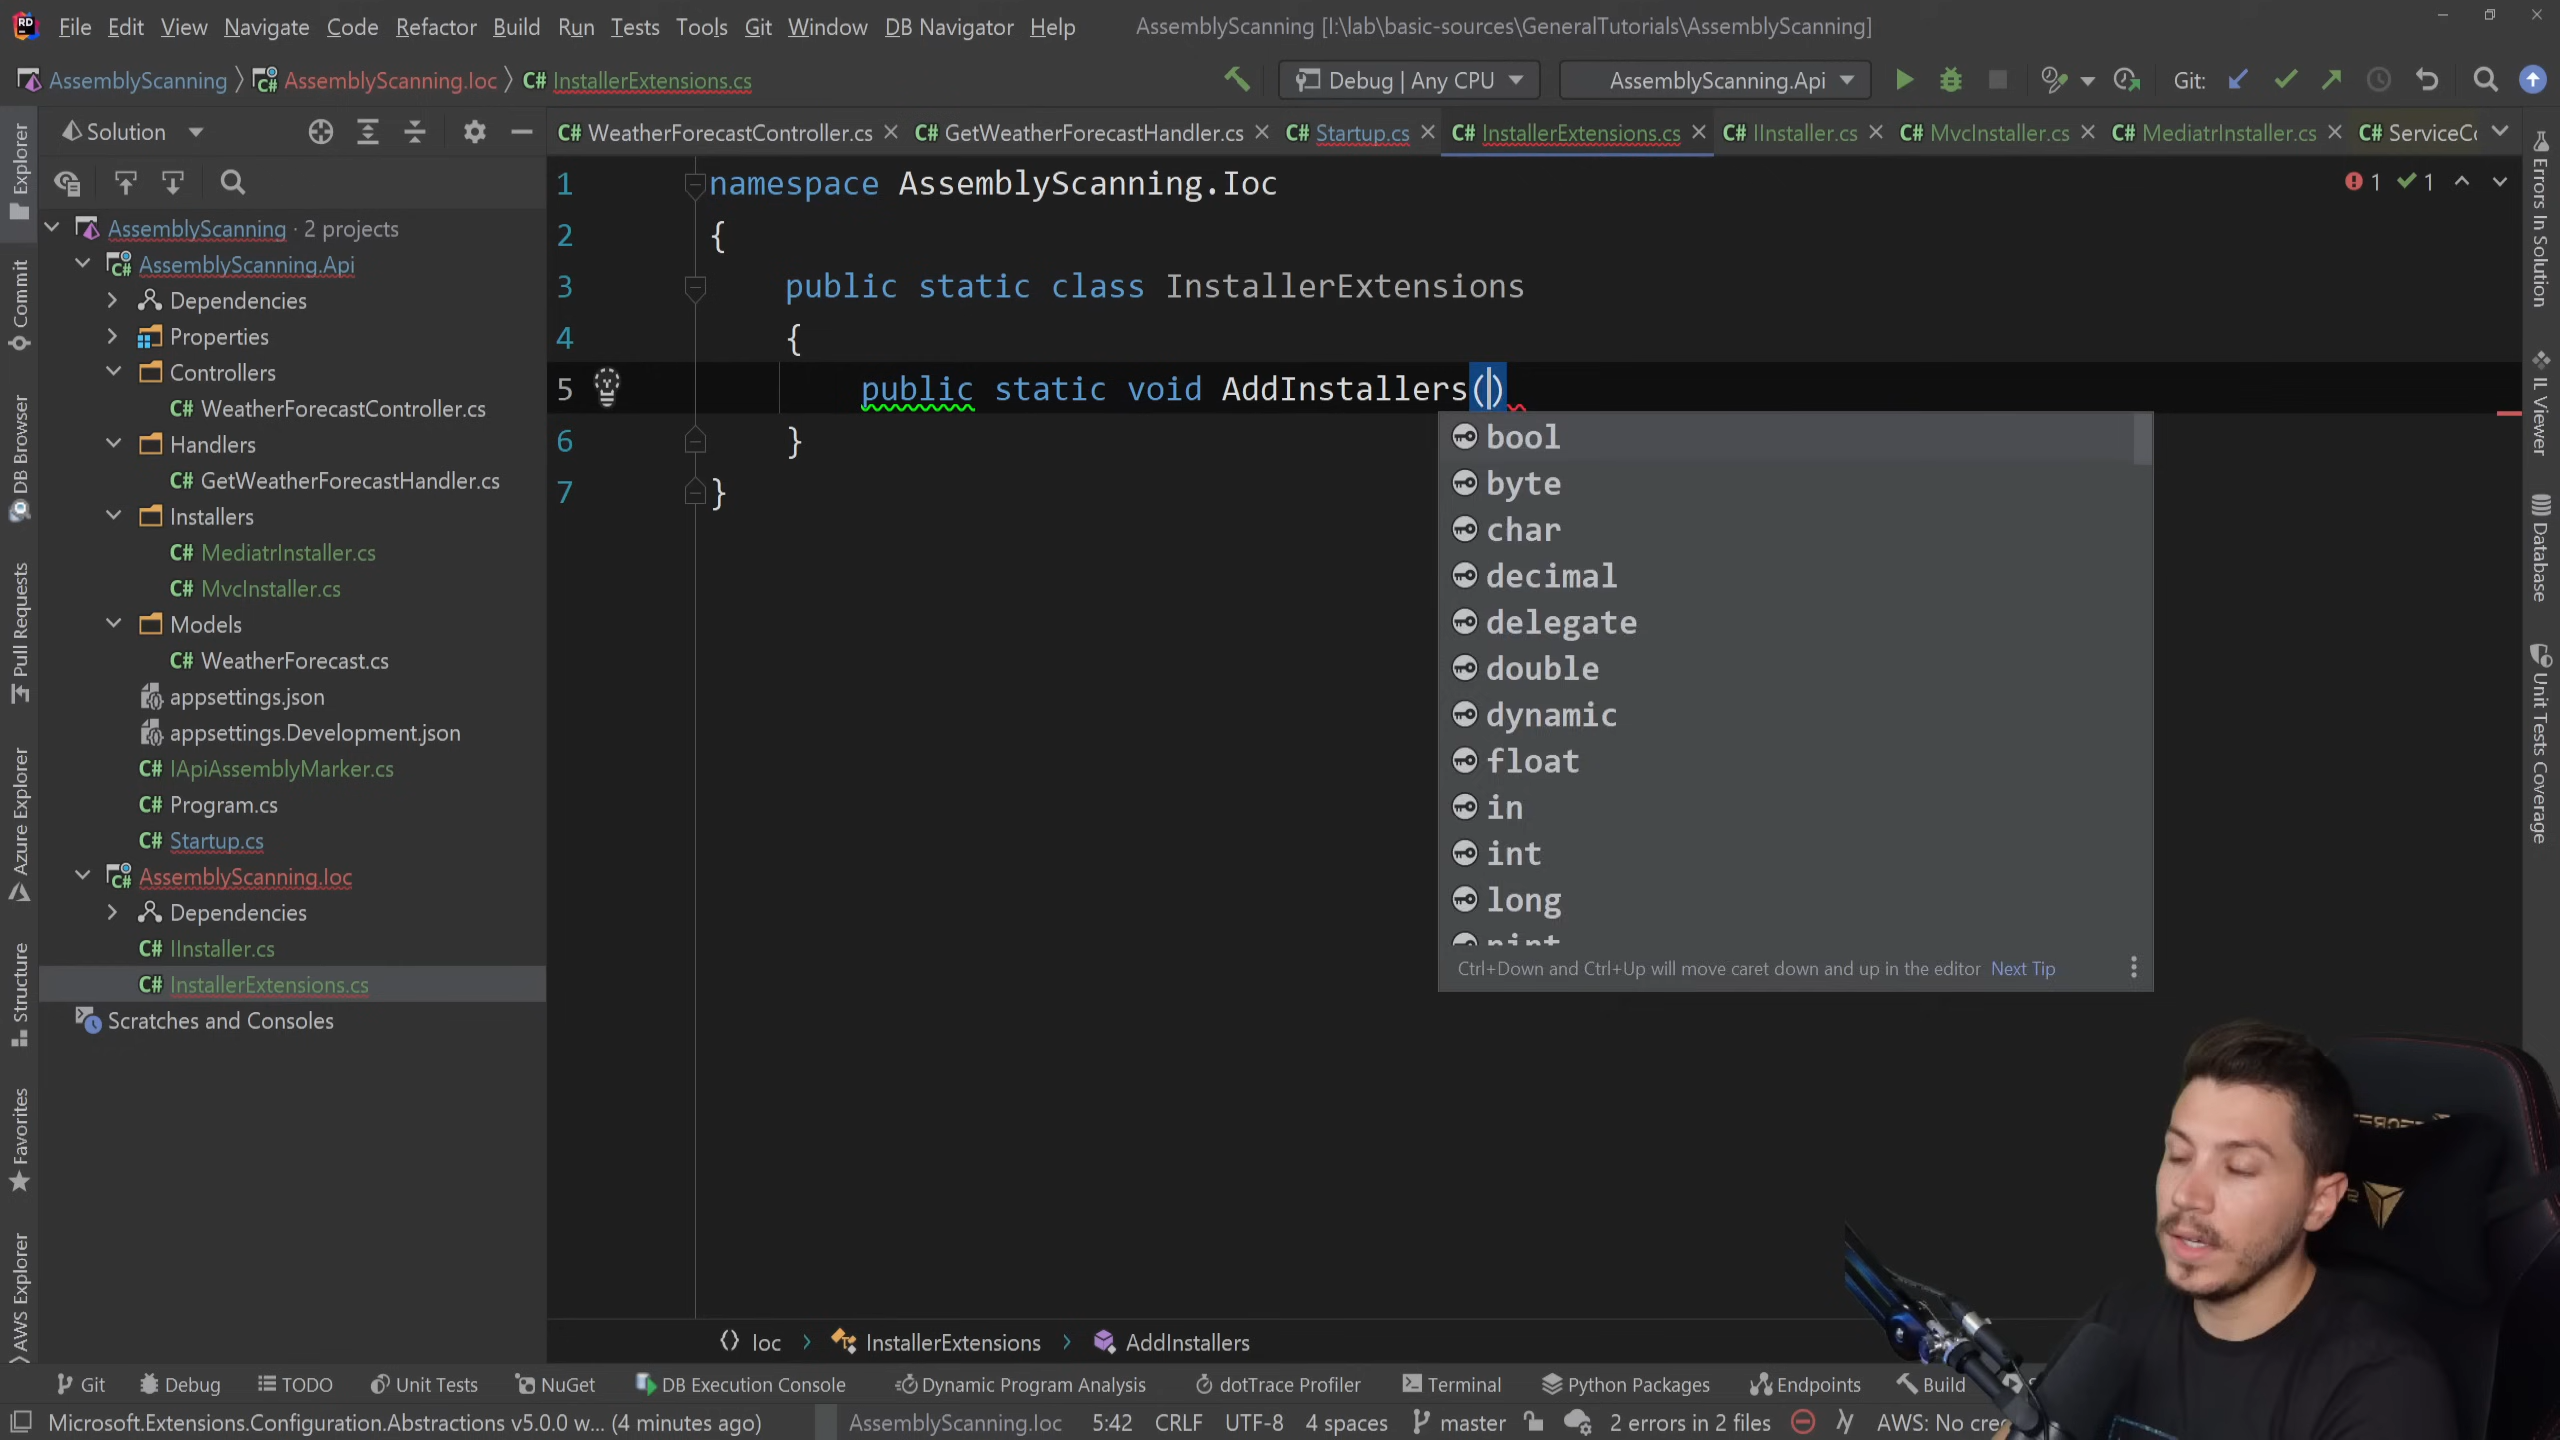 File Edit View Navigate Code Refactor Build Run Tests Tools Git Window DB Navigator Help AssemblyScanning [I:\lab\basic-sources\GeneralTutorials\AssemblyScanning]
AssemblyScanning AssemblyScanning.Ioc C# InstallerExtensions.cs Debug | Any CPU AssemblyScanning.Api Git:
Solution
C# WeatherForecastController.cs C# GetWeatherForecastHandler.cs C# Startup.cs C# InstallerExtensions.cs C# IInstaller.cs C# MvcInstaller.cs C# MediatrInstaller.cs C# ServiceCo
AssemblyScanning · 2 projects
AssemblyScanning.Api
Dependencies
Properties
Controllers
C# WeatherForecastController.cs
Handlers
C# GetWeatherForecastHandler.cs
Installers
C# MediatrInstaller.cs
C# MvcInstaller.cs
Models
C# WeatherForecast.cs
appsettings.json
appsettings.Development.json
C# IApiAssemblyMarker.cs
C# Program.cs
C# Startup.cs
AssemblyScanning.Ioc
Dependencies
C# IInstaller.cs
C# InstallerExtensions.cs
Scratches and Consoles
Explorer
Commit
DB Browser
Pull Requests
Azure Explorer
Structure
Favorites
AWS Explorer
1 namespace AssemblyScanning.Ioc
2 {
3 public static class InstallerExtensions
4 {
5 public static void AddInstallers()
6 }
7 }
1 1
bool
byte
char
decimal
delegate
double
dynamic
float
in
int
long
nint
Ctrl+Down and Ctrl+Up will move caret down and up in the editor Next Tip
Errors In Solution
IL Viewer
Database
Unit Tests Coverage
Ioc InstallerExtensions AddInstallers
Git Debug TODO Unit Tests NuGet DB Execution Console Dynamic Program Analysis dotTrace Profiler Terminal Python Packages Endpoints Build
Microsoft.Extensions.Configuration.Abstractions v5.0.0 w... (4 minutes ago) AssemblyScanning.Ioc 5:42 CRLF UTF-8 4 spaces master 2 errors in 2 files AWS: No cre